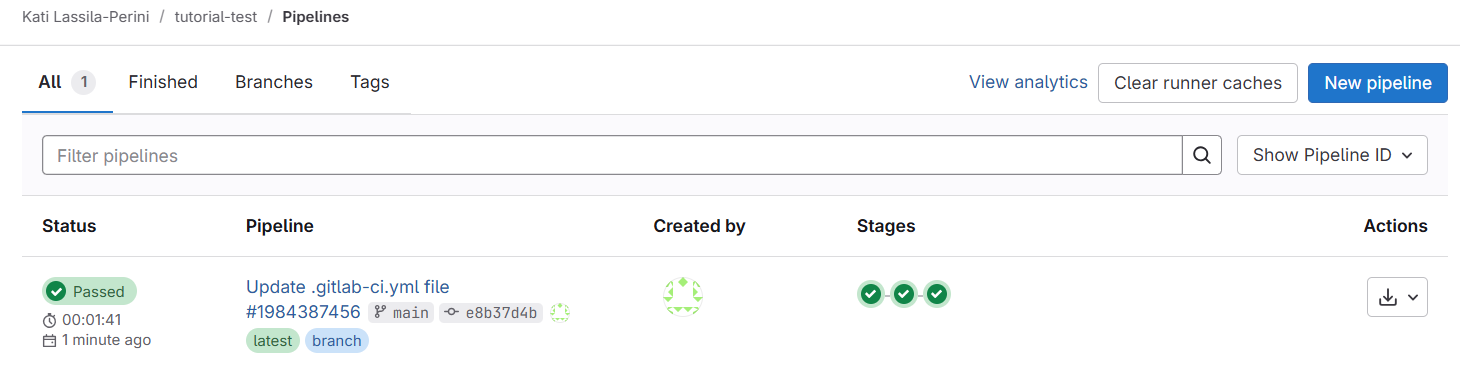 Kati Lassila-Perini / tutorial-test / Pipelines
All 1 Finished Branches Tags View analytics Clear runner caches New pipeline
Filter pipelines Show Pipeline ID
Status Pipeline Created by Stages Actions
Passed Update .gitlab-ci.yml file
00:01:41 #1984387456 main e8b37d4b
1 minute ago latest branch